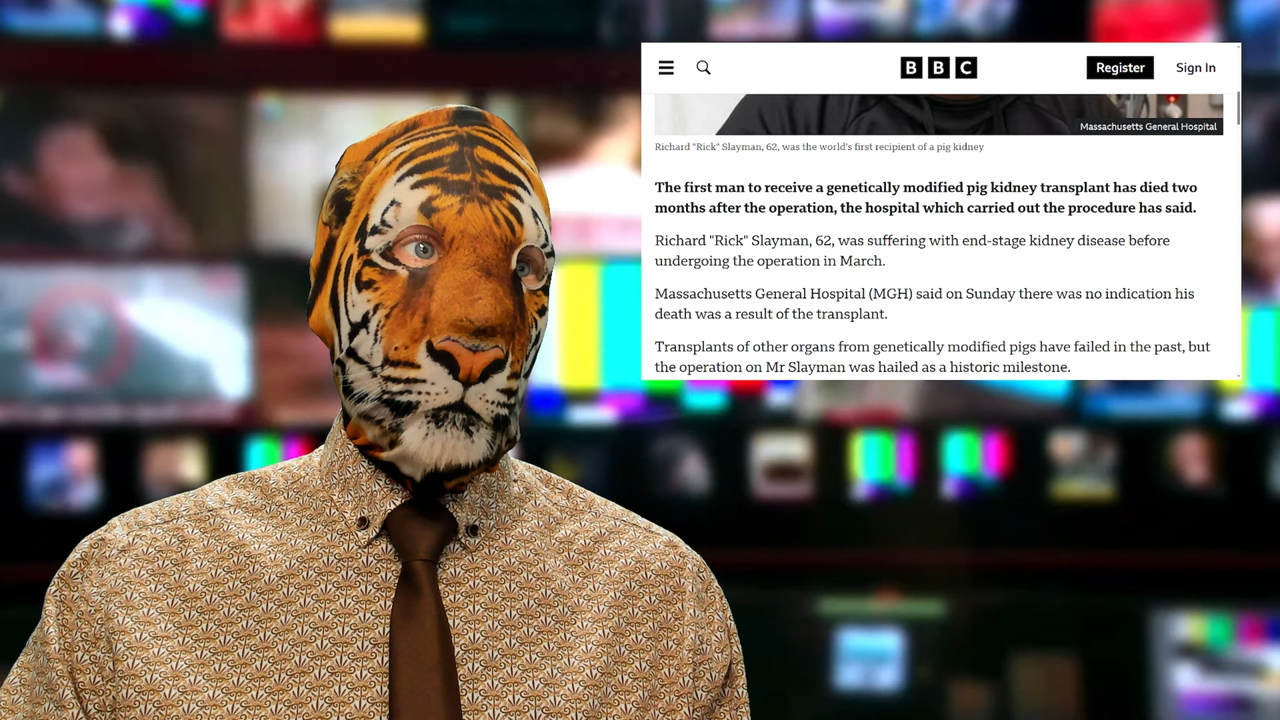 BBC
Register
Sign In
Massachusetts General Hospital
Richard "Rick" Slayman, 62, was the world's first recipient of a pig kidney
The first man to receive a genetically modified pig kidney transplant has died two
months after the operation, the hospital which carried out the procedure has said.
Richard "Rick" Slayman, 62, was suffering with end-stage kidney disease before
undergoing the operation in March.
Massachusetts General Hospital (MGH) said on Sunday there was no indication his
death was a result of the transplant.
Transplants of other organs from genetically modified pigs have failed in the past, but
the operation on Mr Slayman was hailed as a historic milestone.